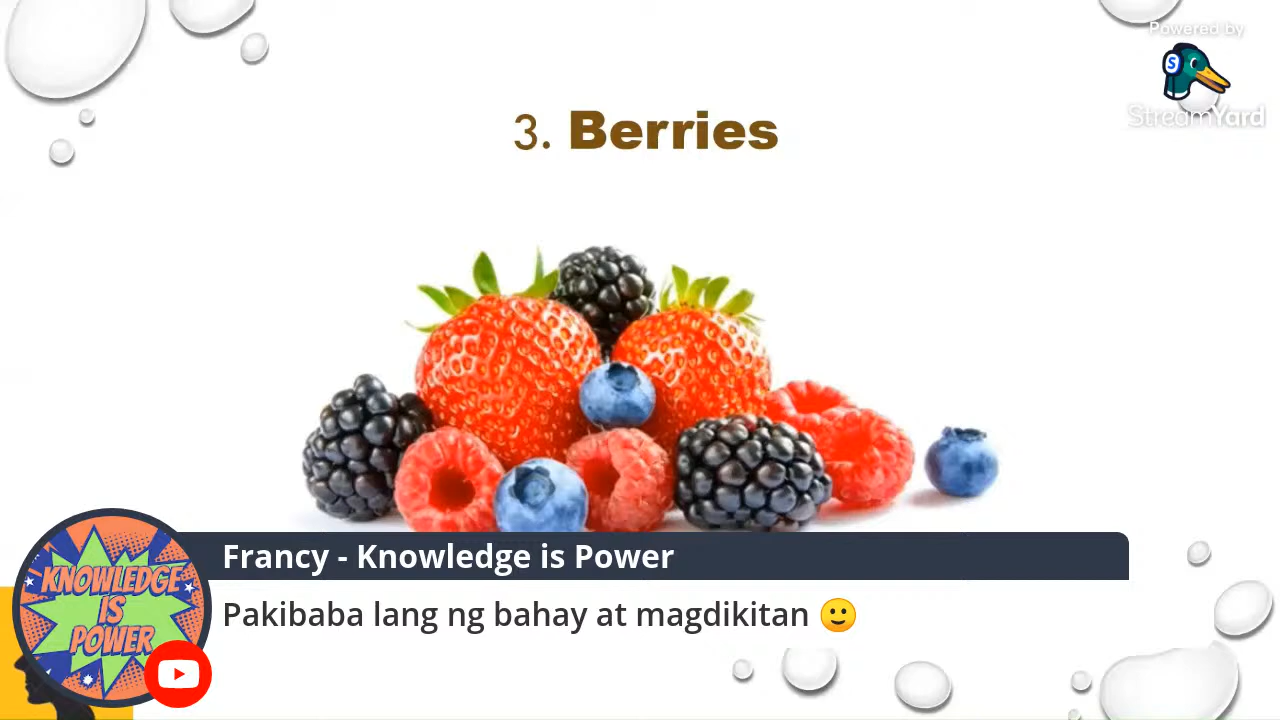 Powered by
StreamYard
3. Berries
Francy - Knowledge is Power
Pakibaba lang ng bahay at magdikitan 🙂
KNOWLEDGE
IS
POWER